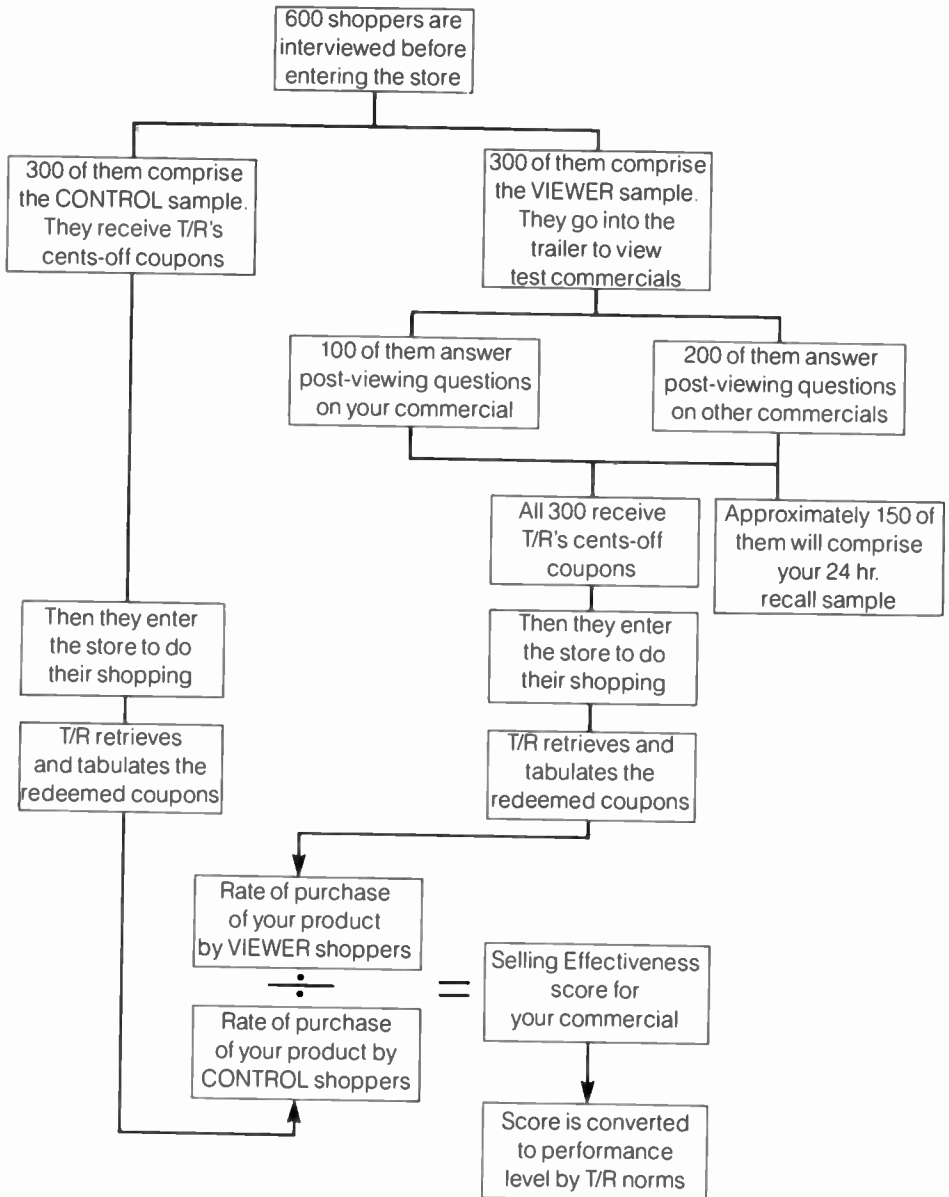 600 shoppers are
interviewed before
entering the store
300 of them comprise
the CONTROL sample.
They receive T/R's
cents-off coupons
300 of them comprise
the VIEWER sample.
They go into the
trailer to view
test commercials
100 of them answer
post-viewing questions
on your commercial
200 of them answer
post-viewing questions
on other commercials
All 300 receive
T/R's cents-off
coupons
Approximately 150 of
them will comprise
your 24 hr.
recall sample
Then they enter
the store to do
their shopping
Then they enter
the store to do
their shopping
T/R retrieves
and tabulates the
redeemed coupons
T/R retrieves and
tabulates the
redeemed coupons
Rate of purchase
of your product
by VIEWER shoppers
÷
Rate of purchase
of your product by
CONTROL shoppers
=
Selling Effectiveness
score for
your commercial
Score is converted
to performance
level by T/R norms